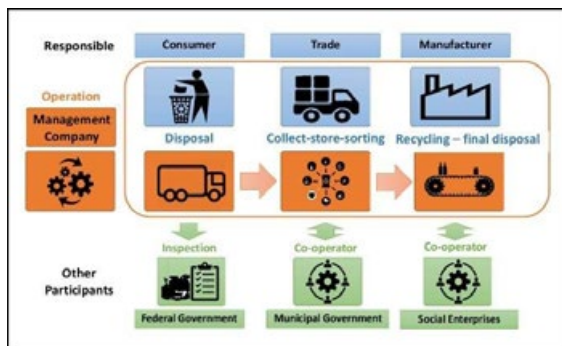 Responsible
Consumer
Trade
Manufacturer
Operation
Management
Company
Disposal
Collect-store-sorting
Recycling – final disposal
Inspection
Co-operator
Co-operator
Other
Participants
Federal Government
Municipal Government
Social Enterprises